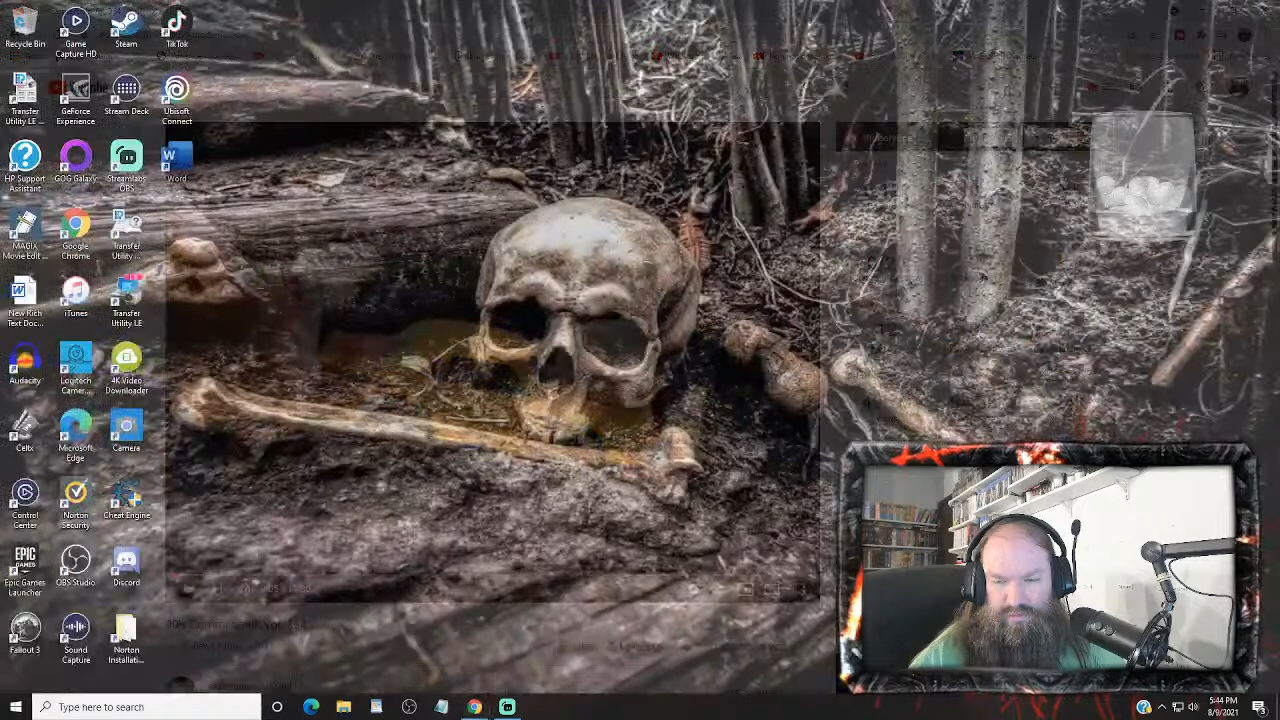 Recycle Bin
Game
Capture HD
Steam
TikTok
Transfer
Utility LE ...
GeForce
Experience
Stream Deck
Ubisoft
Connect
HP Support
Assistant
GOG Galaxy
Streamlabs
OBS
Word
MAGIX
Movie Edit ...
Google
Chrome
Transfer
Utility ...
New Rich
Text Doc...
iTunes
Transfer
Utility LE
Audacity
Logitech
Camer...
4K Video
Downloader
Celtx
Microsoft
Edge
Camera
Control
Center
Norton
Security
Cheat Engine
EPIC
GAMES
Epic Games
Launcher
OBS Studio
Discord
Fallout 3
Sound
Capture
Norton
Installati...
Type here to search
5:44 PM
8/9/2021